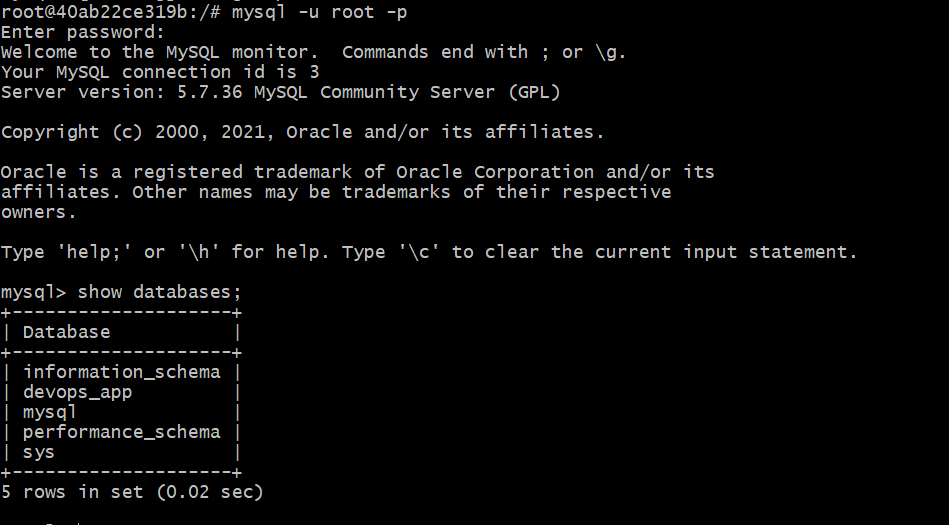 root@40ab22ce319b:/# mysql -u root -p
Enter password:
Welcome to the MySQL monitor.  Commands end with ; or \g.
Your MySQL connection id is 3
Server version: 5.7.36 MySQL Community Server (GPL)

Copyright (c) 2000, 2021, Oracle and/or its affiliates.

Oracle is a registered trademark of Oracle Corporation and/or its
affiliates. Other names may be trademarks of their respective
owners.

Type 'help;' or '\h' for help. Type '\c' to clear the current input statement.

mysql> show databases;
+--------------------+
| Database           |
+--------------------+
| information_schema |
| devops_app         |
| mysql              |
| performance_schema |
| sys                |
+--------------------+
5 rows in set (0.02 sec)